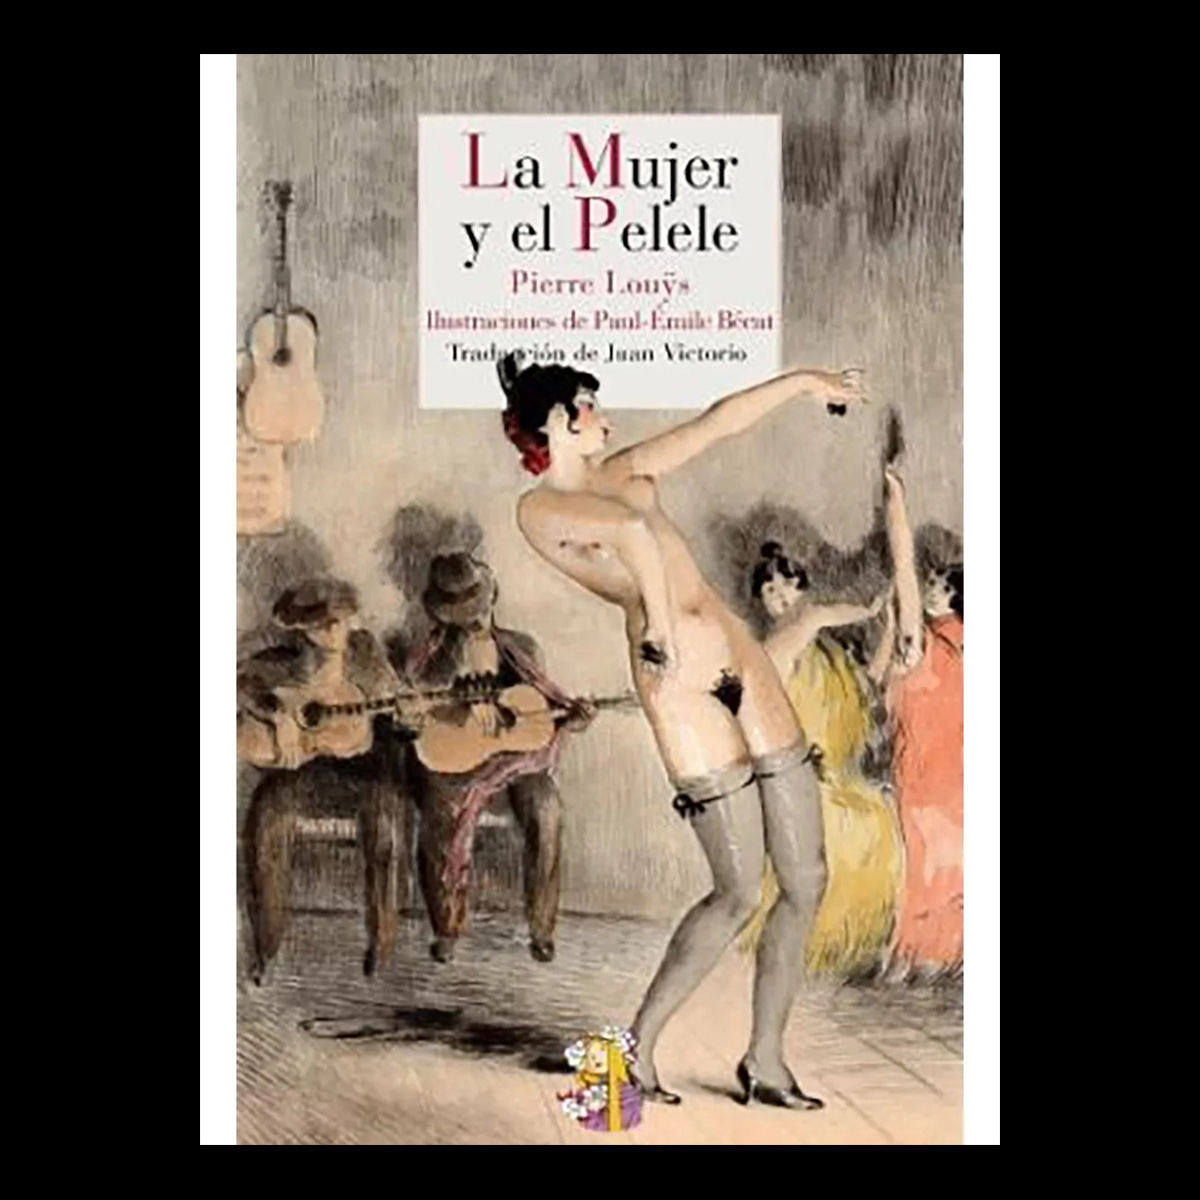 La Mujer
y el Pelele
Pierre Louÿs
Ilustraciones de Paul-Émile Bécat
Traducción de Juan Victorio